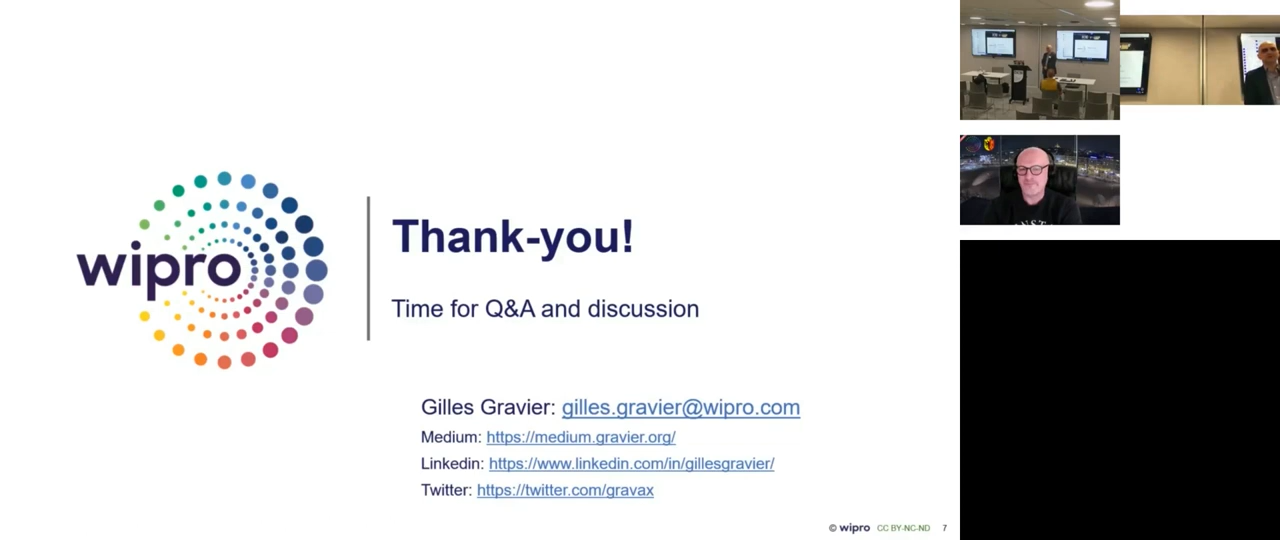 wipro
Thank-you!
Time for Q&A and discussion
Gilles Gravier: gilles.gravier@wipro.com
Medium: https://medium.gravier.org/
Linkedin: https://www.linkedin.com/in/gillesgravier/
Twitter: https://twitter.com/gravax
© wipro CC BY-NC-ND 7